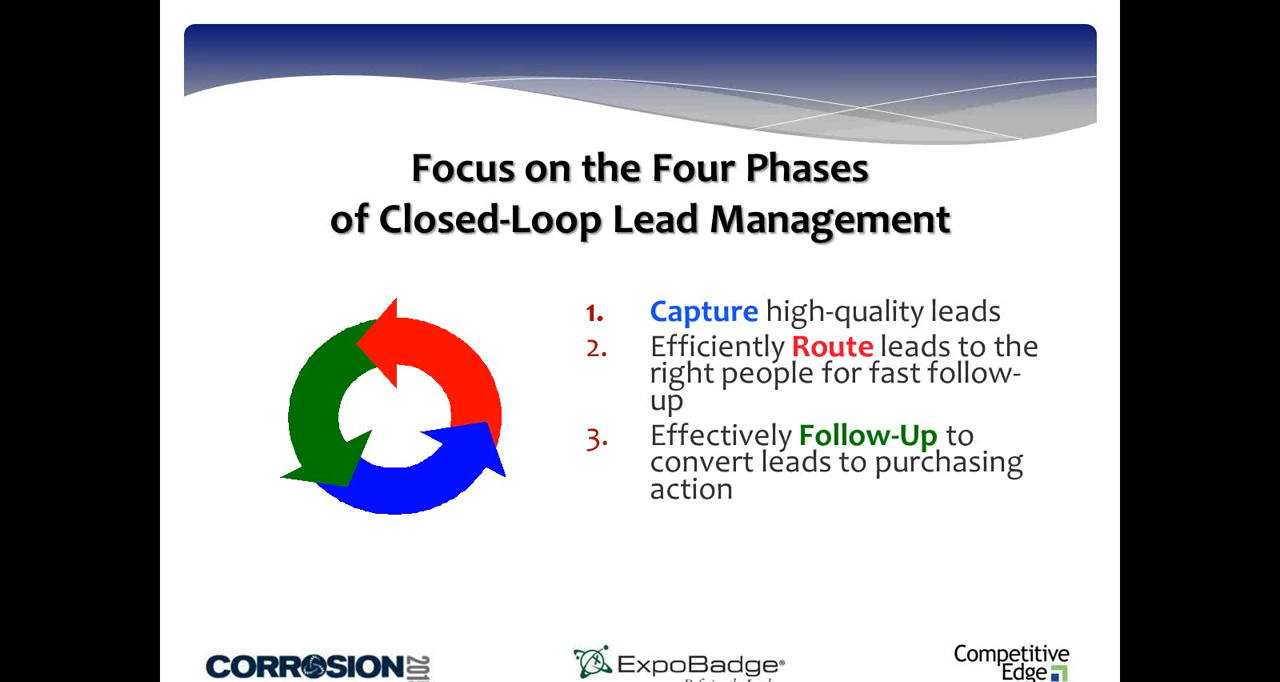 Focus on the Four Phases
of Closed-Loop Lead Management
1. Capture high-quality leads
2. Efficiently Route leads to the
right people for fast follow-
up
3. Effectively Follow-Up to
convert leads to purchasing
action
CORROSION
ExpoBadge®
Competitive
Edge